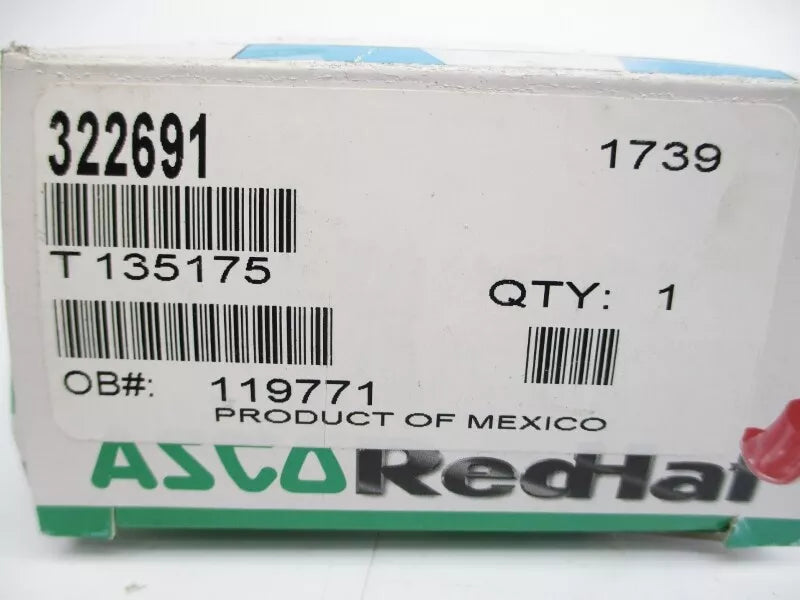 322691
1739
T 135175
QTY: 1
OB#: 119771
PRODUCT OF MEXICO
ASCO RedHat